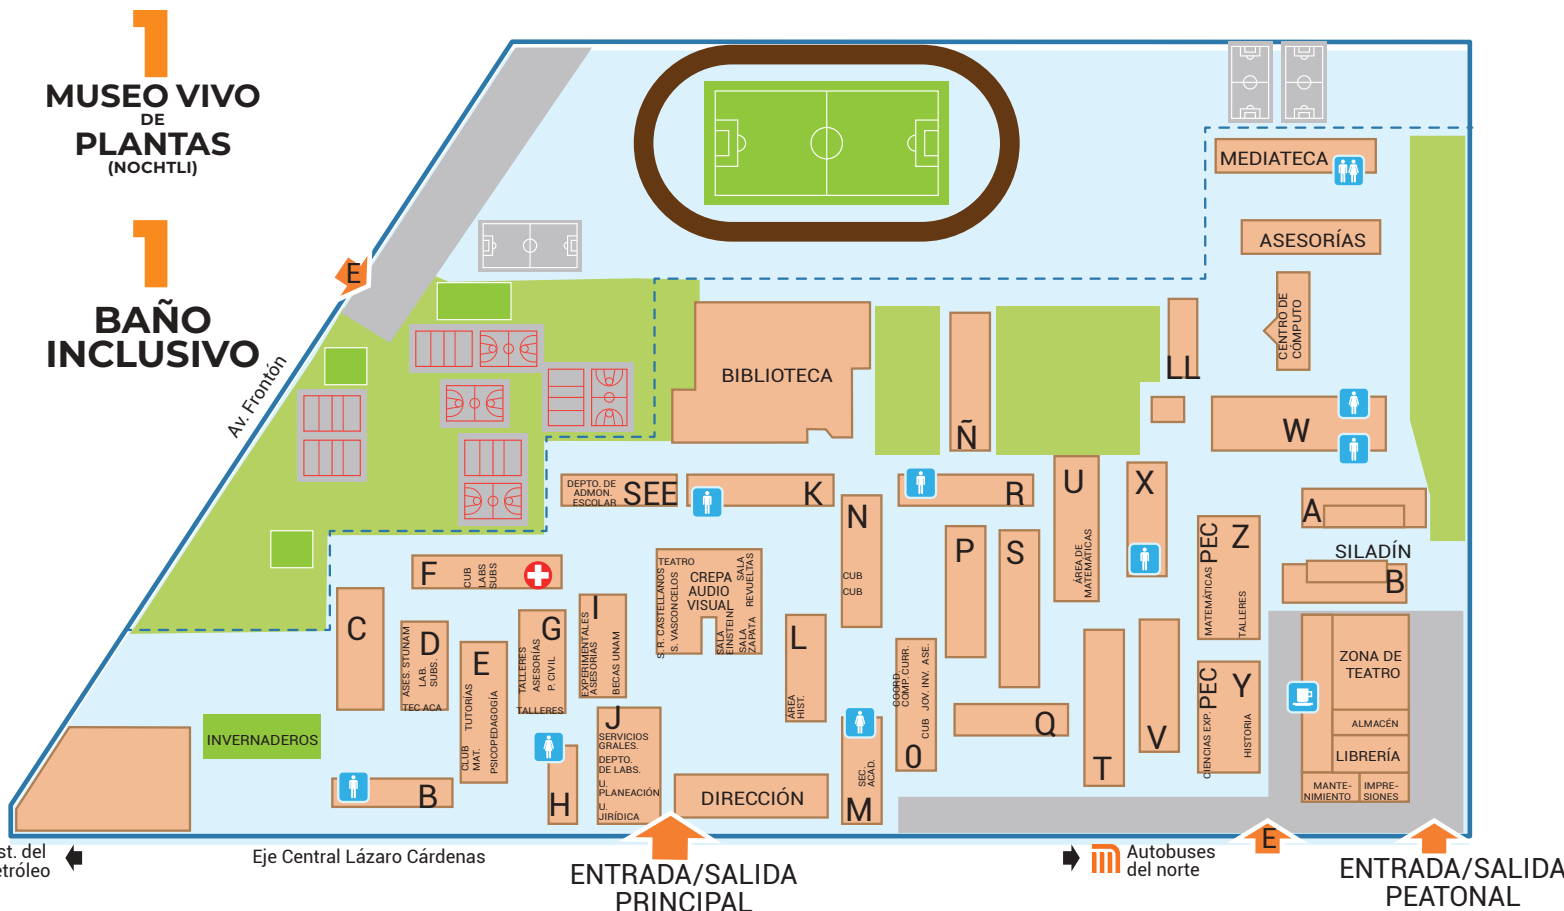 1
MUSEO VIVO
DE
PLANTAS
(NOCHTLI)
1
BAÑO
INCLUSIVO
Av. Frontón
E
MEDIATECA
ASESORÍAS
CENTRO DE
CÓMPUTO
LL
BIBLIOTECA
Ñ
W
DEPTO. DE
ADMON.
ESCOLAR
SEE
K
R
N
CUB
CUB
U
ÁREA DE
MATEMÁTICAS
X
A
SILADÍN
B
F
CUB
LABS
SUBS
TEATRO
S. R. CASTELLANOS
S. VASCONCELOS
CREPA
AUDIO
VISUAL
SALA
REVUELTAS
SALA
EINSTEIN
SALA
ZAPATA
P
S
PEC
MATEMÁTICAS
Z
TALLERES
C
D
ASES. STUNAM
LAB.
SUBS.
TEC ACA
E
TUTORÍAS
CLUB
MAT.
PSICOPEDAGOGÍA
G
TALLERES
ASESORÍAS
P. CIVIL
TALLERES
I
EXPERIMENTALES
ASESORÍAS
BECAS UNAM
L
ÁREA
HIST.
COORD.
COMP. CURR.
CUB JOV. INV. ASE.
O
Q
T
V
PEC
CIENCIAS EXP.
Y
HISTORIA
ZONA DE
TEATRO
ALMACÉN
LIBRERÍA
MANTE-
NIMIENTO
IMPRE-
SIONES
INVERNADEROS
B
H
J
SERVICIOS
GRALES.
DEPTO.
DE LABS.
U.
PLANEACIÓN
U.
JURÍDICA
DIRECCIÓN
SEC.
ACAD.
M
st. del
etróleo
Eje Central Lázaro Cárdenas
ENTRADA/SALIDA
PRINCIPAL
Autobuses
del norte
E
ENTRADA/SALIDA
PEATONAL